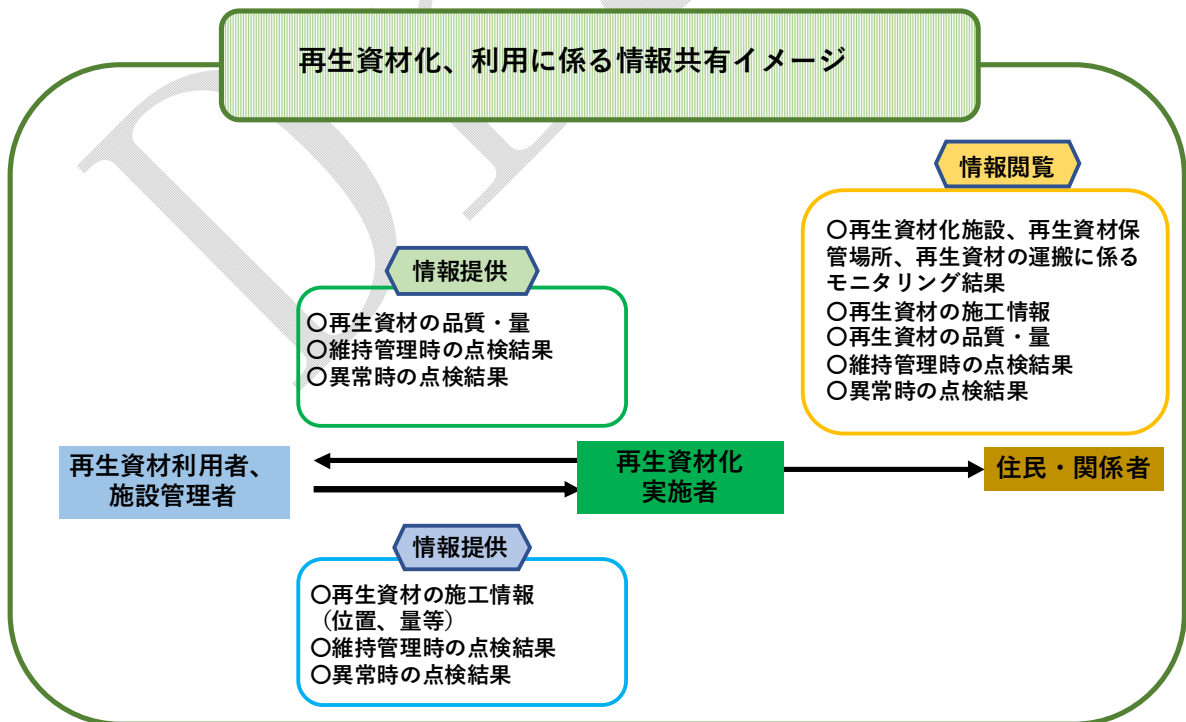 再生資材化、利用に係る情報共有イメージ
情報閲覧
〇再生資材化施設、再生資材保
管場所、再生資材の運搬に係る
モニタリング結果
〇再生資材の施工情報
〇再生資材の品質・量
〇維持管理時の点検結果
〇異常時の点検結果
情報提供
〇再生資材の品質・量
〇維持管理時の点検結果
〇異常時の点検結果
再生資材利用者、
施設管理者
再生資材化
実施者
住民・関係者
情報提供
〇再生資材の施工情報
（位置、量等）
〇維持管理時の点検結果
〇異常時の点検結果